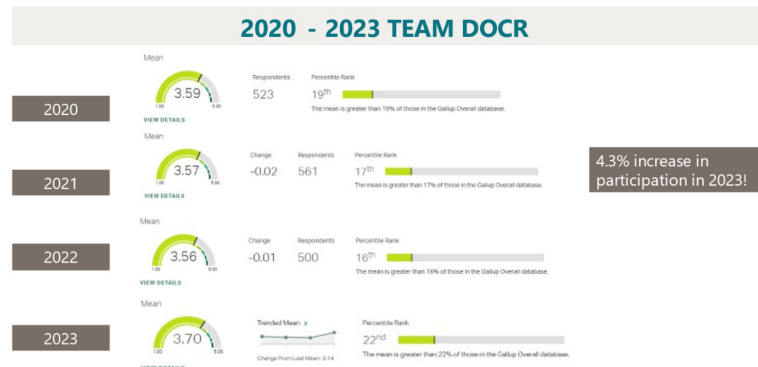 2020 - 2023 TEAM DOCR
Mean
3.59
1.00 5.00
VIEW DETAILS
Respondents
523
Percentile Rank
19th
The mean is greater than 19% of those in the Gallup Overall database.
2020
Mean
3.57
1.00 5.00
VIEW DETAILS
Change
-0.02
Respondents
561
Percentile Rank
17th
The mean is greater than 17% of those in the Gallup Overall database.
2021
4.3% increase in
participation in 2023!
Mean
3.56
1.00 5.00
VIEW DETAILS
Change
-0.01
Respondents
500
Percentile Rank
16th
The mean is greater than 16% of those in the Gallup Overall database.
2022
Mean
3.70
1.00 5.00
VIEW DETAILS
Trended Mean >
Change From Last Mean: 0.14
Percentile Rank
22nd
The mean is greater than 22% of those in the Gallup Overall database.
2023